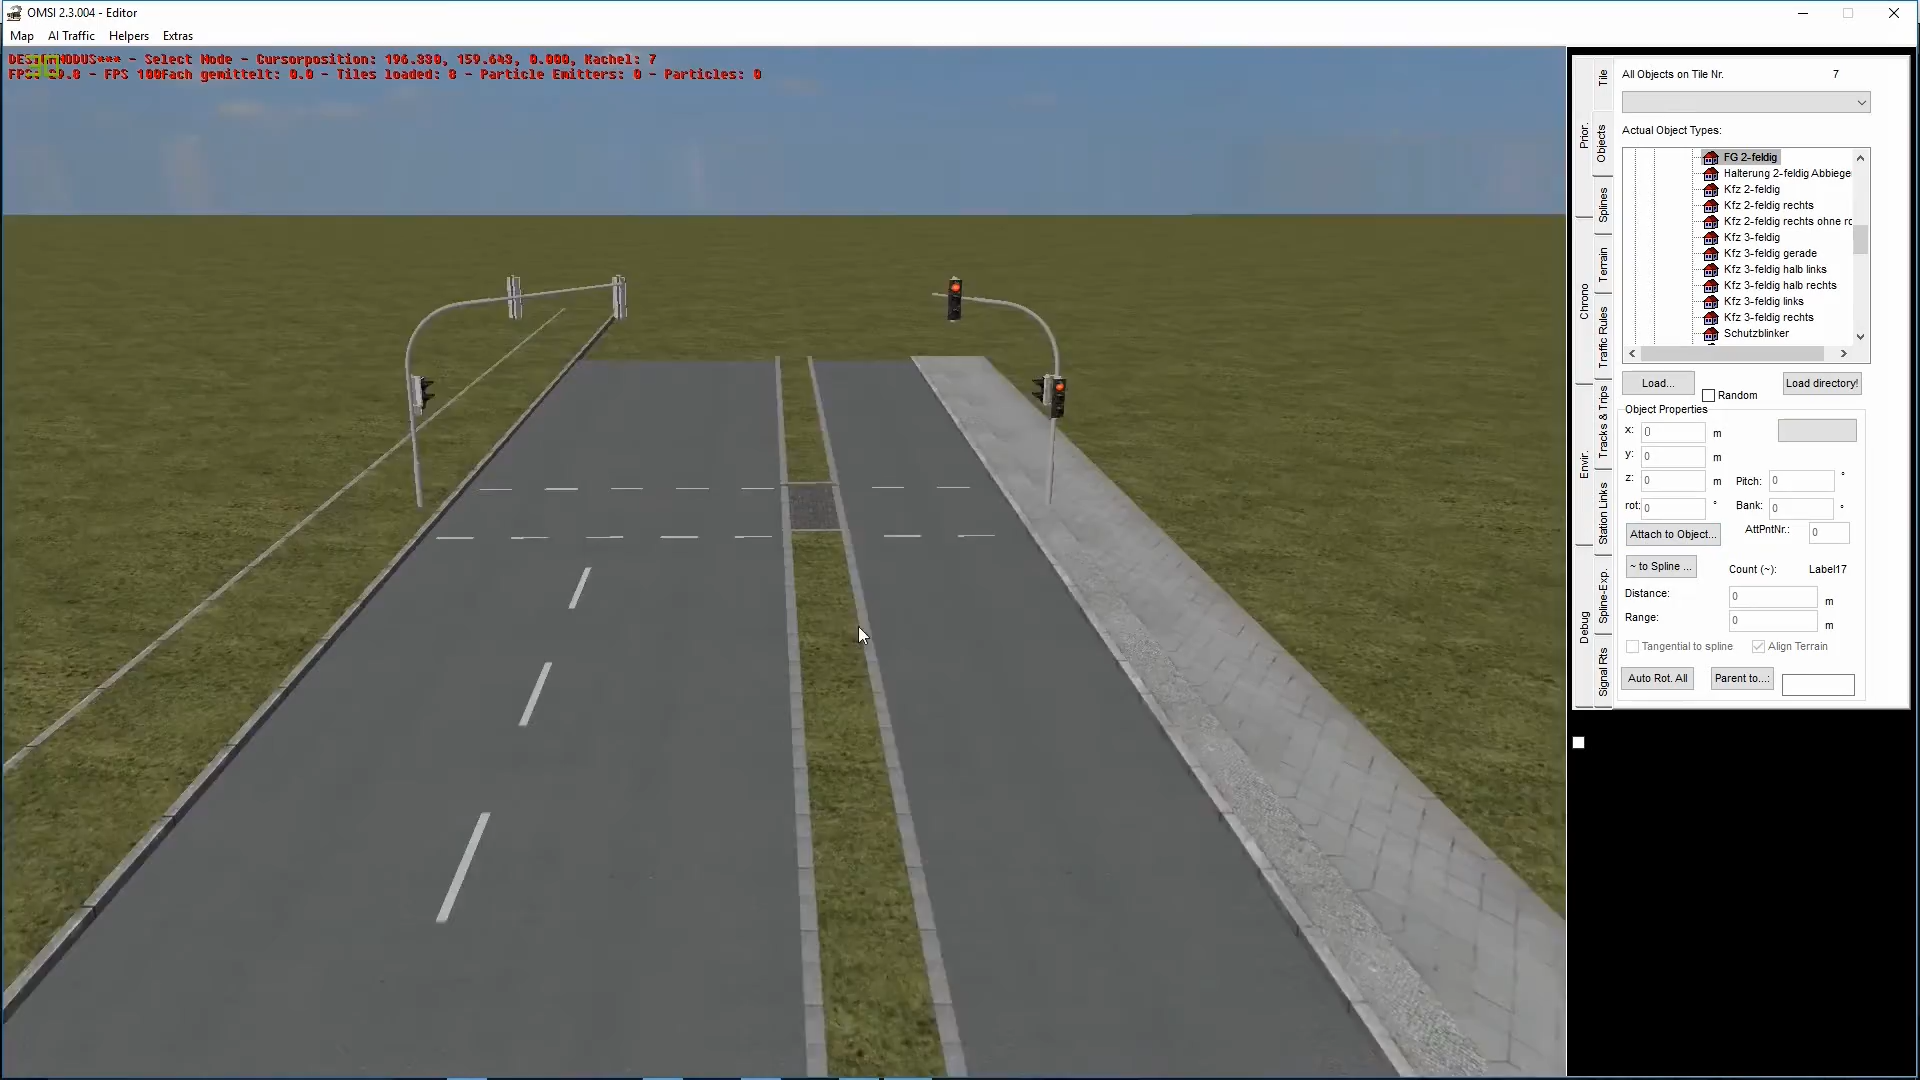 OMSI 2.3.004 - Editor
Map AI Traffic Helpers Extras
- Select Mode - Cursorposition: 196.880, 159.648, 0.000, Kachel: 7
- FPS 100Fach gemittelt: 0.0 - Tiles loaded: 8 - Particle Emitters: 0 - Particles: 0
Prior.
Chrono
Envir.
Debug
Tile
Objects
Splines
Terrain
Traffic Rules
Tracks & Trips
Station Links
Spline-Exp.
Signal Rts
All Objects on Tile Nr. 7
Actual Object Types:
FG 2-feldig
Halterung 2-feldig Abbiege
Kfz 2-feldig
Kfz 2-feldig rechts
Kfz 2-feldig rechts ohne ro
Kfz 3-feldig
Kfz 3-feldig gerade
Kfz 3-feldig halb links
Kfz 3-feldig halb rechts
Kfz 3-feldig links
Kfz 3-feldig rechts
Schutzblinker
Load... Random Load directory!
Object Properties
x: 0 m
y: 0 m
z: 0 m Pitch: 0 °
rot: 0 ° Bank: 0 °
Attach to Object... AttPntNr.: 0
~ to Spline ... Count (~): Label17
Distance: 0 m
Range: 0 m
Tangential to spline Align Terrain
Auto Rot. All Parent to...: